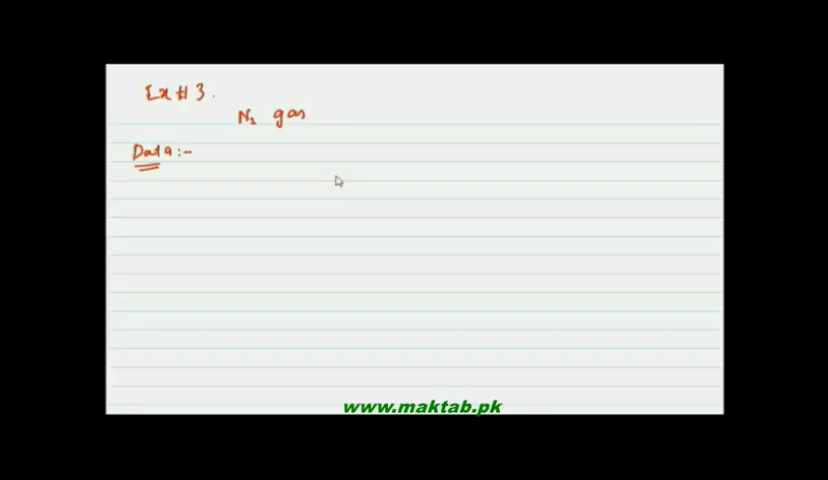 Ex # 3.
N₂ gas
Data :-
www.maktab.pk